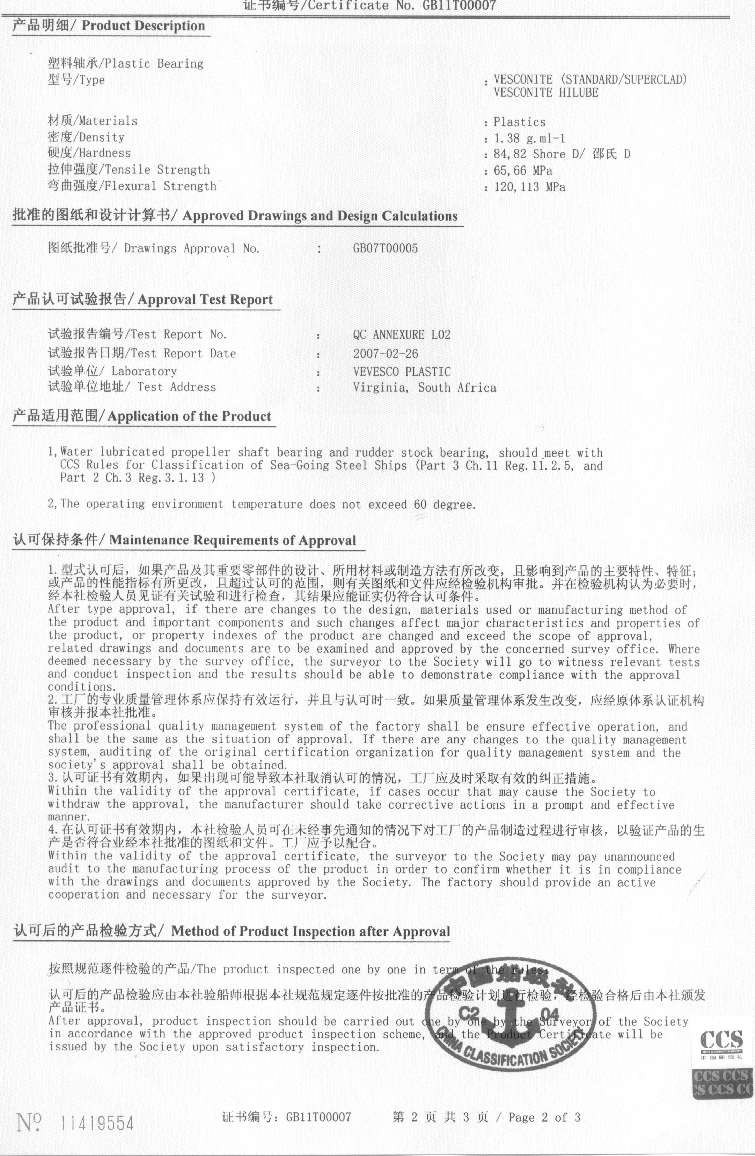 证书编号/Certificate No. GB11T00007
产品明细/ Product Description
塑料轴承/Plastic Bearing
型号/Type : VESCONITE (STANDARD/SUPERCLAD)
VESCONITE HILUBE
材质/Materials : Plastics
密度/Density : 1.38 g.ml-1
硬度/Hardness : 84,82 Shore D/ 邵氏 D
拉伸强度/Tensile Strength : 65,66 MPa
弯曲强度/Flexural Strength : 120,113 MPa
批准的图纸和设计计算书/ Approved Drawings and Design Calculations
图纸批准号/ Drawings Approval No. : GB07T00005
产品认可试验报告/ Approval Test Report
试验报告编号/Test Report No. : QC ANNEXURE L02
试验报告日期/Test Report Date : 2007-02-26
试验单位/ Laboratory : VEVESCO PLASTIC
试验单位地址/ Test Address : Virginia, South Africa
产品适用范围/ Application of the Product
1,Water lubricated propeller shaft bearing and rudder stock bearing, should meet with
CCS Rules for Classification of Sea-Going Steel Ships (Part 3 Ch.11 Reg.11.2.5, and
Part 2 Ch.3 Reg.3.1.13 )
2,The operating environment temperature does not exceed 60 degree.
认可保持条件/ Maintenance Requirements of Approval
1.型式认可后，如果产品及其重要零部件的设计、所用材料或制造方法有所改变，且影响到产品的主要特性、特征；
或产品的性能指标有所更改，且超过认可的范围，则有关图纸和文件应经检验机构审批。并在检验机构认为必要时，
经本社检验人员见证有关试验和进行检查，其结果应能证实仍符合认可条件。
After type approval, if there are changes to the design, materials used or manufacturing method of
the product and important components and such changes affect major characteristics and properties of
the product, or property indexes of the product are changed and exceed the scope of approval,
related drawings and documents are to be examined and approved by the concerned survey office. Where
deemed necessary by the survey office, the surveyor to the Society will go to witness relevant tests
and conduct inspection and the results should be able to demonstrate compliance with the approval
conditions.
2.工厂的专业质量管理体系应保持有效运行，并且与认可时一致。如果质量管理体系发生改变，应经原体系认证机构
审核并报本社批准。
The professional quality management system of the factory shall be ensure effective operation, and
shall be the same as the situation of approval. If there are any changes to the quality management
system, auditing of the original certification organization for quality management system and the
society's approval shall be obtained.
3.认可证书有效期内，如果出现可能导致本社取消认可的情况，工厂应及时采取有效的纠正措施。
Within the validity of the approval certificate, if cases occur that may cause the Society to
withdraw the approval, the manufacturer should take corrective actions in a prompt and effective
manner.
4.在认可证书有效期内，本社检验人员可在未经事先通知的情况下对工厂的产品制造过程进行审核，以验证产品的生
产是否符合业经本社批准的图纸和文件。工厂应予以配合。
Within the validity of the approval certificate, the surveyor to the Society may pay unannounced
audit to the manufacturing process of the product in order to confirm whether it is in compliance
with the drawings and documents approved by the Society. The factory should provide an active
cooperation and necessary for the surveyor.
认可后的产品检验方式/ Method of Product Inspection after Approval
按照规范逐件检验的产品/The product inspected one by one in term of the rules.
认可后的产品检验应由本社验船师根据本社规范规定逐件按批准的产品检验计划进行检验，经检验合格后由本社颁发
产品证书。
After approval, product inspection should be carried out one by one by the Surveyor of the Society
in accordance with the approved product inspection scheme, and the Product Certificate will be
issued by the Society upon satisfactory inspection.
中国船级社
C2 04
CHINA CLASSIFICATION SOCIETY
CCS
中国船级社
CCS CCS
Nº 11419554
证书编号: GB11T00007 第 2 页 共 3 页 / Page 2 of 3